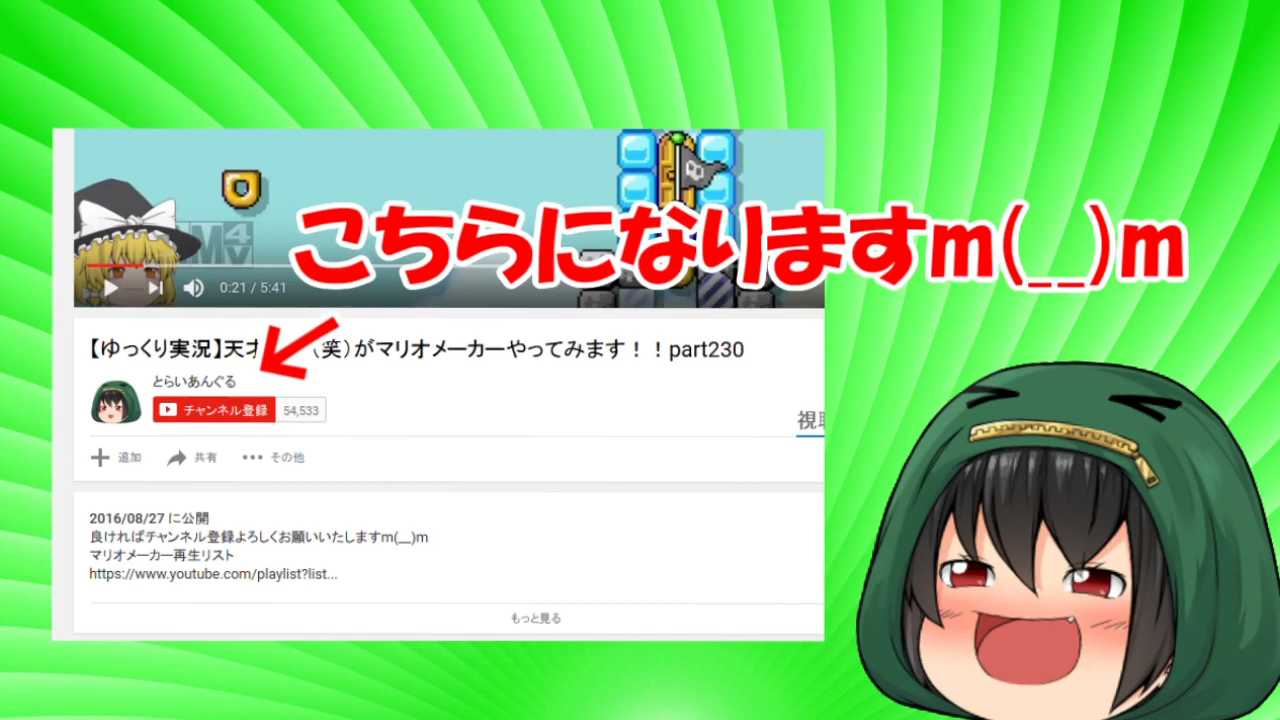 こちらになりますm(__)m
0:21 / 5:41
【ゆっくり実況】天才 （笑）がマリオメーカーやってみます！！part230
とらいあんぐる
チャンネル登録 54,533
追加 共有 その他
2016/08/27 に公開
良ければチャンネル登録よろしくお願いいたしますm(__)m
マリオメーカー再生リスト
https://www.youtube.com/playlist?list...
もっと見る